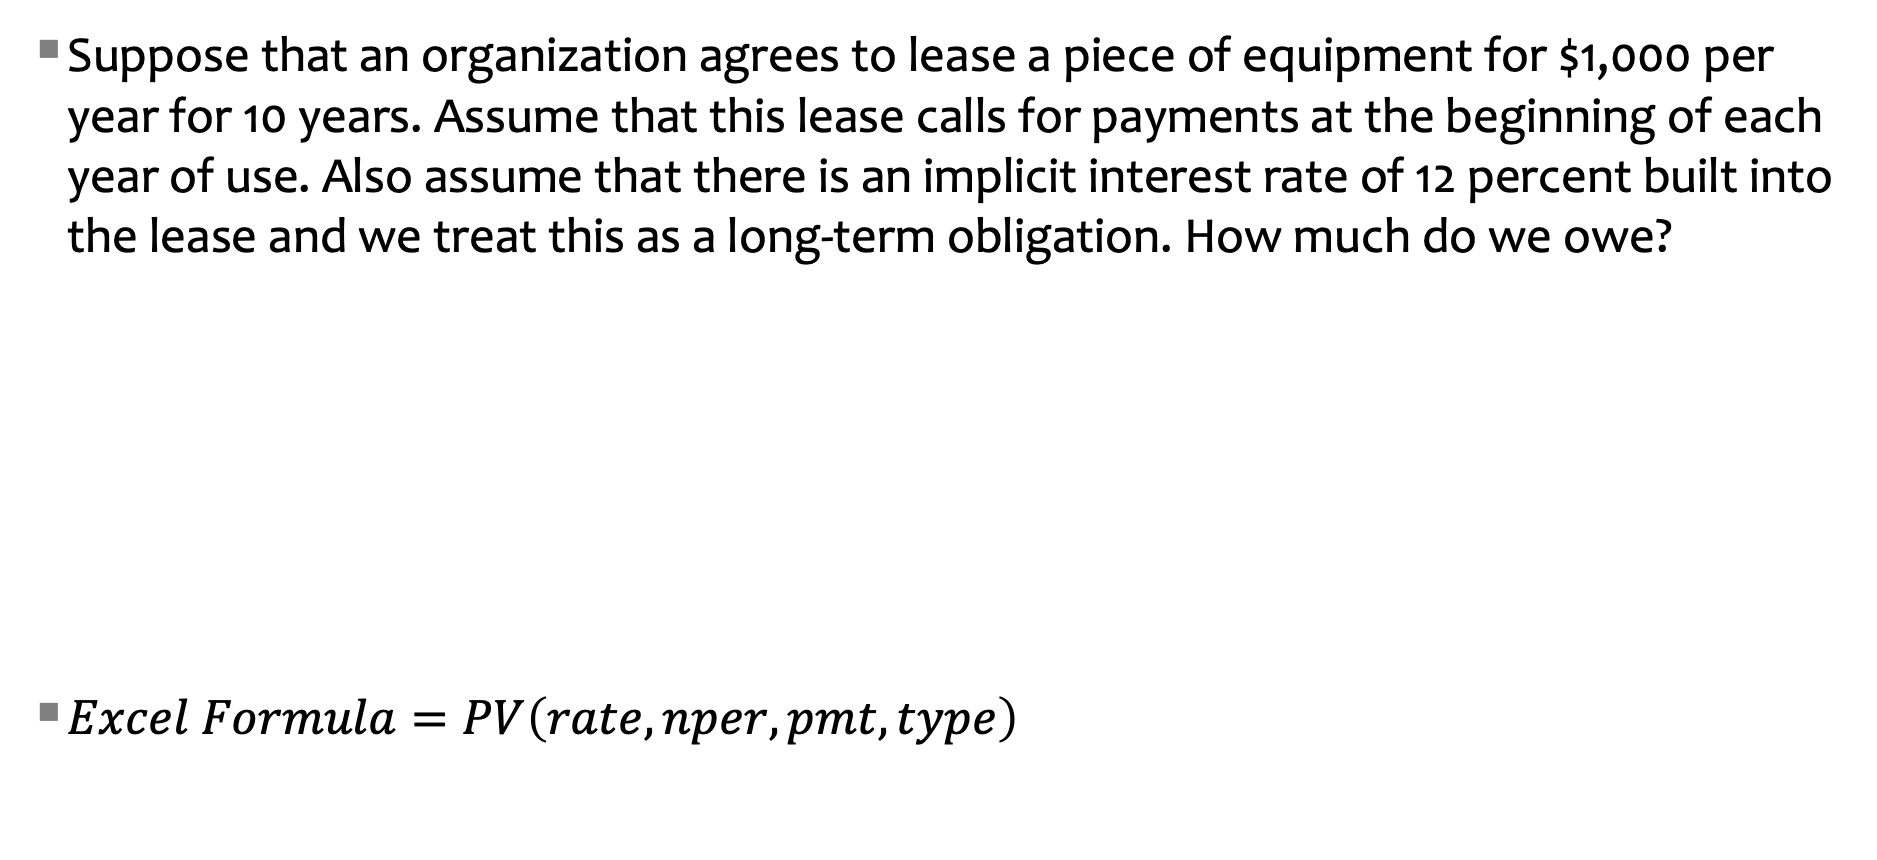 ▪ Suppose that an organization agrees to lease a piece of equipment for $1,000 per
year for 10 years. Assume that this lease calls for payments at the beginning of each
year of use. Also assume that there is an implicit interest rate of 12 percent built into
the lease and we treat this as a long-term obligation. How much do we owe?
▪ Excel Formula = PV(rate, nper, pmt, type)